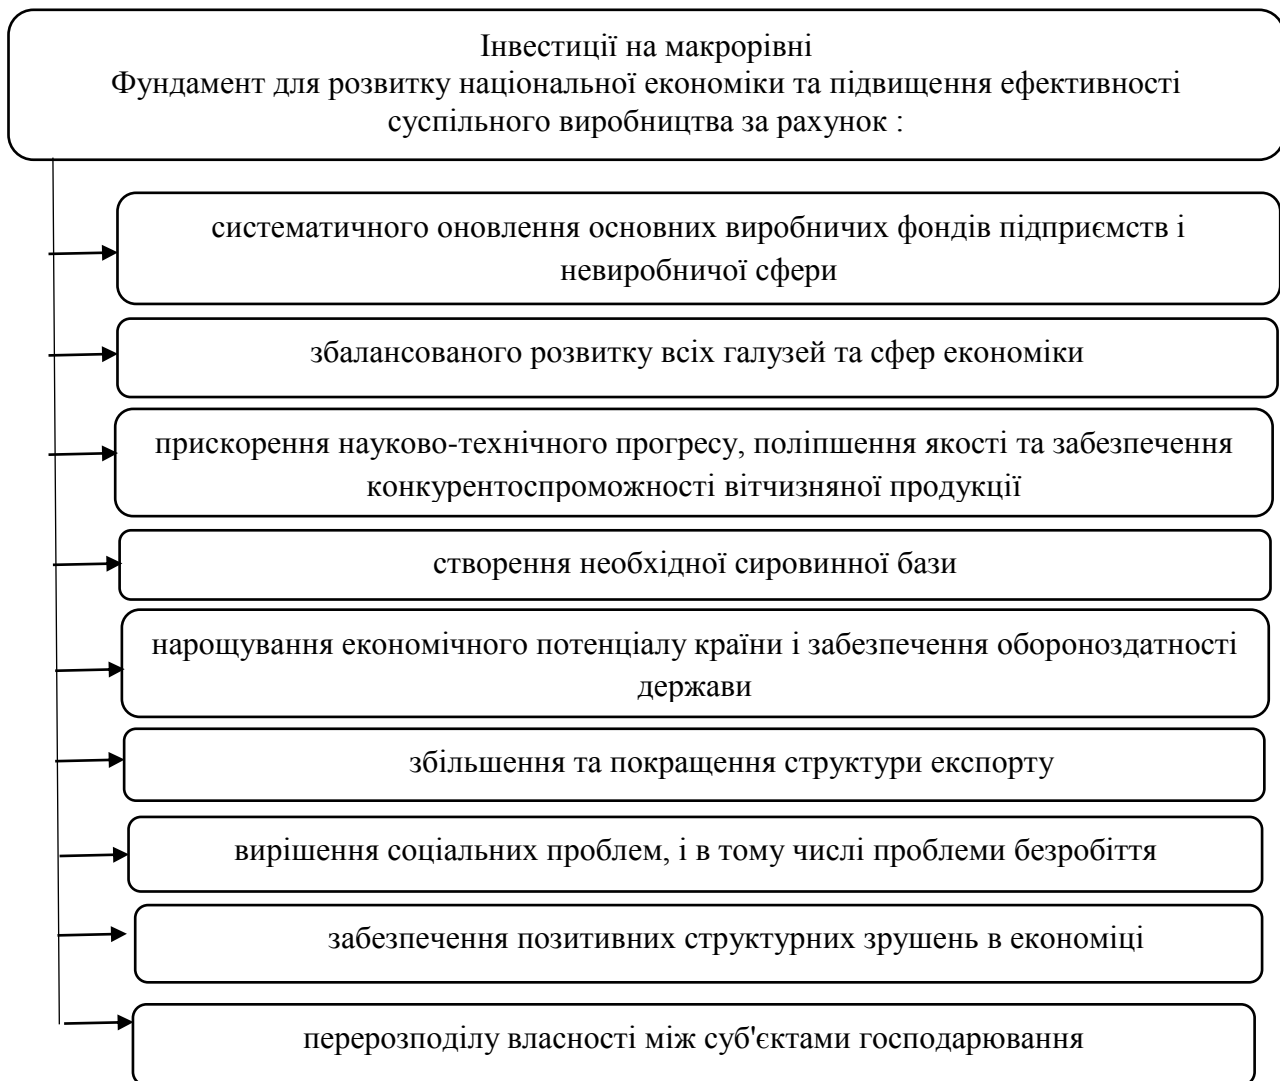 Інвестиції на макрорівні
Фундамент для розвитку національної економіки та підвищення ефективності
суспільного виробництва за рахунок :
систематичного оновлення основних виробничих фондів підприємств і
невиробничої сфери
збалансованого розвитку всіх галузей та сфер економіки
прискорення науково-технічного прогресу, поліпшення якості та забезпечення
конкурентоспроможності вітчизняної продукції
створення необхідної сировинної бази
нарощування економічного потенціалу країни і забезпечення обороноздатності
держави
збільшення та покращення структури експорту
вирішення соціальних проблем, і в тому числі проблеми безробіття
забезпечення позитивних структурних зрушень в економіці
перерозподілу власності між суб'єктами господарювання